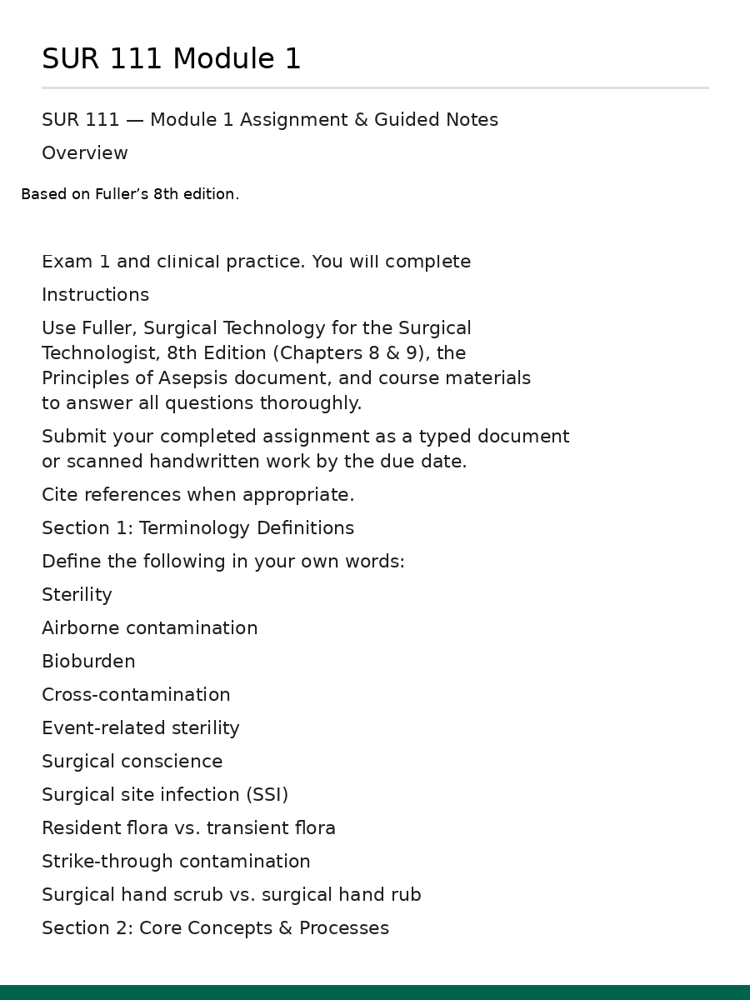 SUR 111 Module 1
SUR 111 — Module 1 Assignment & Guided Notes
Overview
Based on Fuller’s 8th edition.
Exam 1 and clinical practice. You will complete
Instructions
Use Fuller, Surgical Technology for the Surgical
Technologist, 8th Edition (Chapters 8 & 9), the
Principles of Asepsis document, and course materials
to answer all questions thoroughly.
Submit your completed assignment as a typed document
or scanned handwritten work by the due date.
Cite references when appropriate.
Section 1: Terminology Definitions
Define the following in your own words:
Sterility
Airborne contamination
Bioburden
Cross-contamination
Event-related sterility
Surgical conscience
Surgical site infection (SSI)
Resident flora vs. transient flora
Strike-through contamination
Surgical hand scrub vs. surgical hand rub
Section 2: Core Concepts & Processes